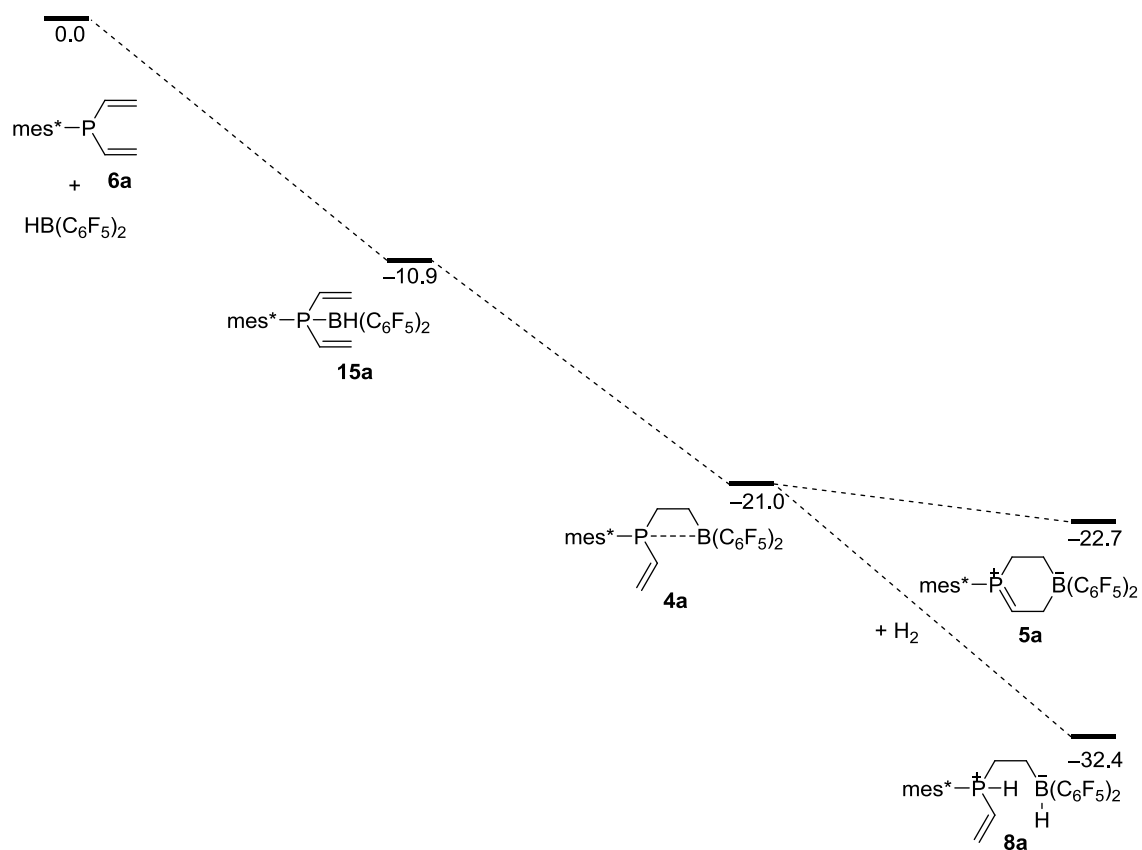 0.0
mes*
P
6a
+
HB(C₆F₅)₂
–10.9
mes*–P–BH(C₆F₅)₂
15a
–21.0
mes*–P B(C₆F₅)₂
4a
–22.7
mes*–P⁺ B⁻(C₆F₅)₂
5a
+ H₂
–32.4
mes*–P⁺–H B⁻(C₆F₅)₂
H
8a